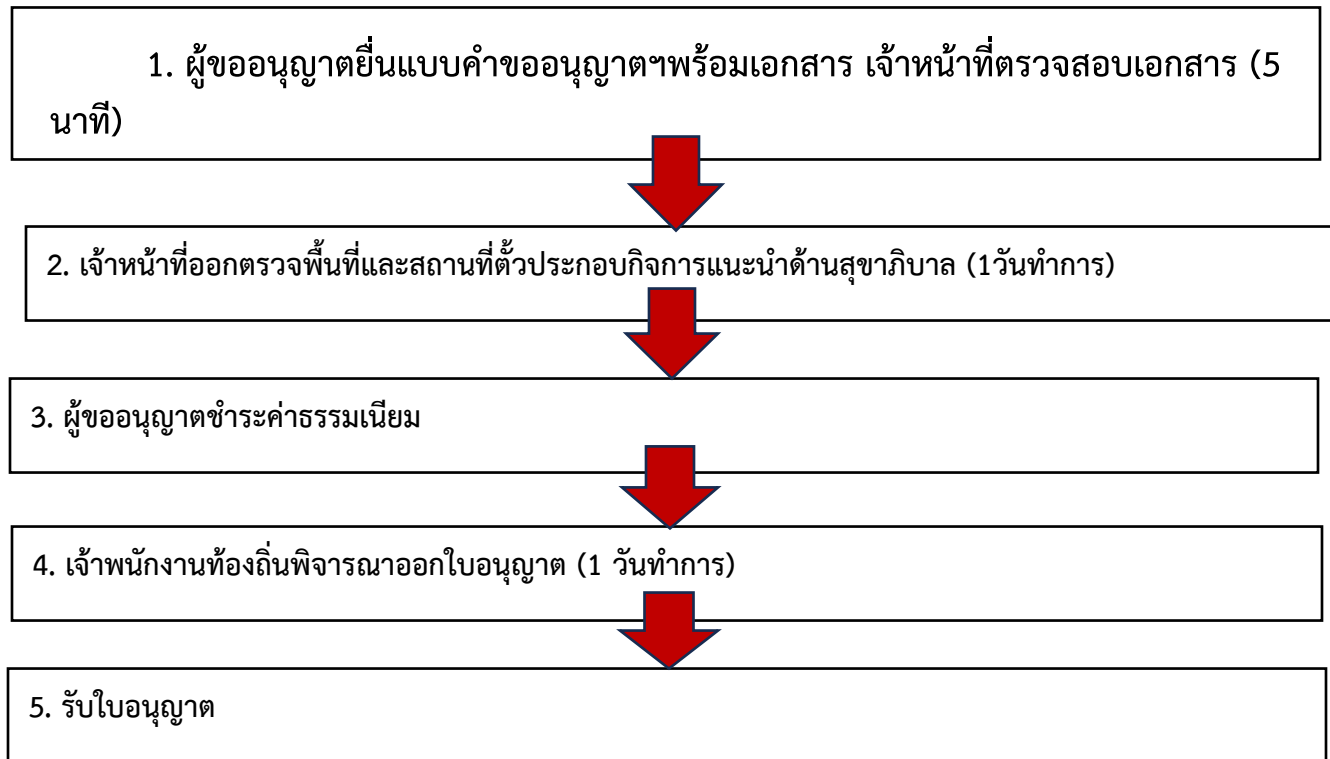 1. ผู้ขออนุญาตยื่นแบบคำขออนุญาตฯพร้อมเอกสาร เจ้าหน้าที่ตรวจสอบเอกสาร (5
นาที)
2. เจ้าหน้าที่ออกตรวจพื้นที่และสถานที่ตั้วประกอบกิจการแนะนำด้านสุขาภิบาล (1วันทำการ)
3. ผู้ขออนุญาตชำระค่าธรรมเนียม
4. เจ้าพนักงานท้องถิ่นพิจารณาออกใบอนุญาต (1 วันทำการ)
5. รับใบอนุญาต